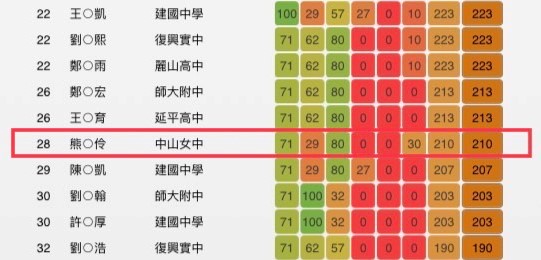 22 王○凱 建國中學 100 29 57 27 0 10 223 223
22 劉○熙 復興實中 71 62 80 0 0 10 223 223
22 鄭○雨 麗山高中 71 62 80 0 0 10 223 223
26 鄭○宏 師大附中 71 62 80 0 0 0 213 213
26 王○育 延平高中 71 62 80 0 0 0 213 213
28 熊○伶 中山女中 71 29 80 0 0 30 210 210
29 陳○凱 建國中學 71 29 80 27 0 0 207 207
30 劉○翰 師大附中 71 100 32 0 0 0 203 203
30 許○厚 建國中學 71 100 32 0 0 0 203 203
32 劉○浩 復興實中 71 62 57 0 0 0 190 190